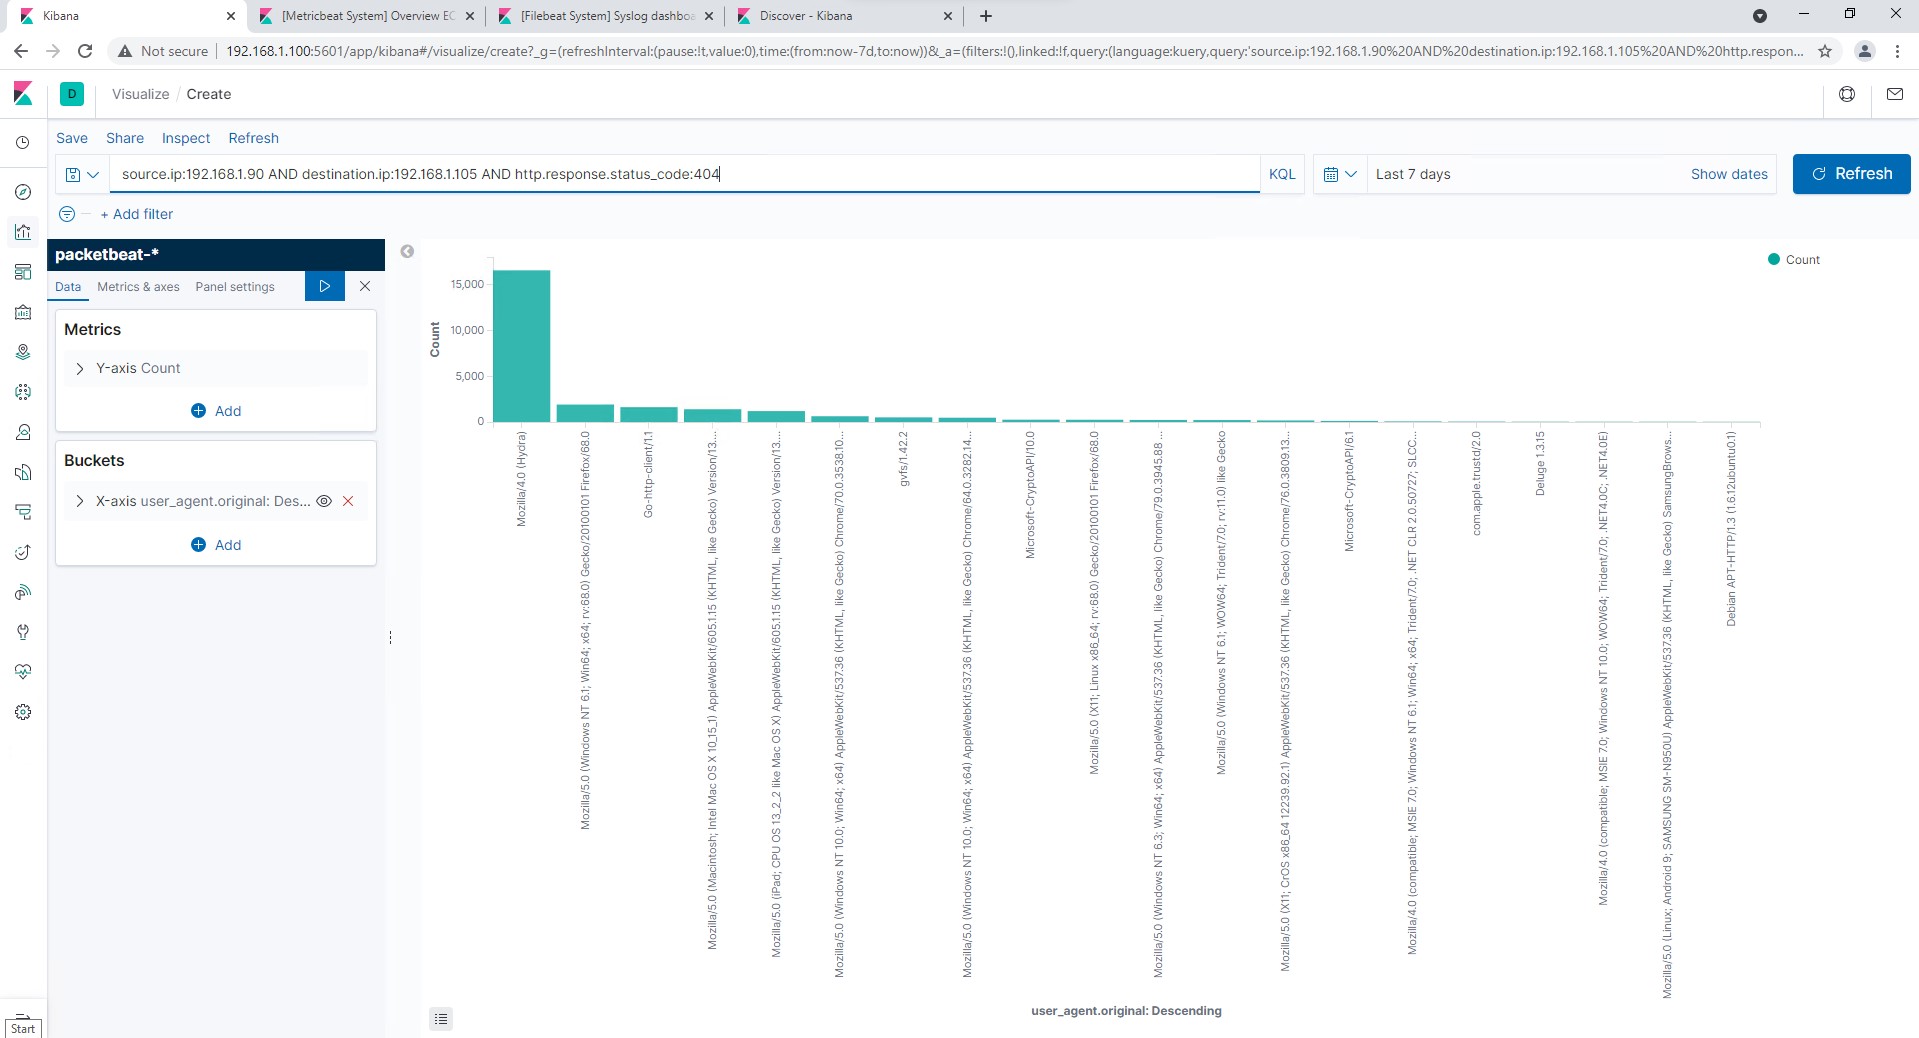 Kibana
[Metricbeat System] Overview EC
[Filebeat System] Syslog dashboa
Discover - Kibana
Not secure
192.168.1.100:5601/app/kibana#/visualize/create?_g=(refreshInterval:(pause:!t,value:0),time:(from:now-7d,to:now))&_a=(filters:!(),linked:!f,query:(language:kuery,query:'source.ip:192.168.1.90%20AND%20destination.ip:192.168.1.105%20AND%20http.respon...
D
Visualize / Create
Save
Share
Inspect
Refresh
source.ip:192.168.1.90 AND destination.ip:192.168.1.105 AND http.response.status_code:404
KQL
Last 7 days
Show dates
Refresh
+ Add filter
packetbeat-*
Data
Metrics & axes
Panel settings
Metrics
Y-axis Count
Add
Buckets
X-axis user_agent.original: Des...
Add
Count
15,000
10,000
5,000
0
Count
Mozilla/4.0 (Hydra)
Mozilla/5.0 (Windows NT 6.1; Win64; x64; rv:68.0) Gecko/20100101 Firefox/68.0
Go-http-client/1.1
Mozilla/5.0 (Macintosh; Intel Mac OS X 10_15_1) AppleWebKit/605.1.15 (KHTML, like Gecko) Version/13....
Mozilla/5.0 (iPad; CPU OS 13_2_2 like Mac OS X) AppleWebKit/605.1.15 (KHTML, like Gecko) Version/13....
Mozilla/5.0 (Windows NT 10.0; Win64; x64) AppleWebKit/537.36 (KHTML, like Gecko) Chrome/70.0.3538.10...
gvfs/1.42.2
Mozilla/5.0 (Windows NT 10.0; Win64; x64) AppleWebKit/537.36 (KHTML, like Gecko) Chrome/64.0.3282.14...
Microsoft-CryptoAPI/10.0
Mozilla/5.0 (X11; Linux x86_64; rv:68.0) Gecko/20100101 Firefox/68.0
Mozilla/5.0 (Windows NT 6.3; Win64; x64) AppleWebKit/537.36 (KHTML, like Gecko) Chrome/79.0.3945.88 ...
Mozilla/5.0 (Windows NT 6.1; WOW64; Trident/7.0; rv:11.0) like Gecko
Mozilla/5.0 (X11; CrOS x86_64 12239.92.1) AppleWebKit/537.36 (KHTML, like Gecko) Chrome/76.0.3809.13...
Microsoft-CryptoAPI/6.1
Mozilla/4.0 (compatible; MSIE 7.0; Windows NT 6.1; Win64; x64; Trident/7.0; .NET CLR 2.0.50727; SLCC...
com.apple.trustd/2.0
Deluge 1.3.15
Mozilla/4.0 (compatible; MSIE 7.0; Windows NT 10.0; WOW64; Trident/7.0; .NET4.0C; .NET4.0E)
Mozilla/5.0 (Linux; Android 9; SAMSUNG SM-N950U) AppleWebKit/537.36 (KHTML, like Gecko) SamsungBrows...
Debian APT-HTTP/1.3 (1.6.12ubuntu0.1)
user_agent.original: Descending
Start